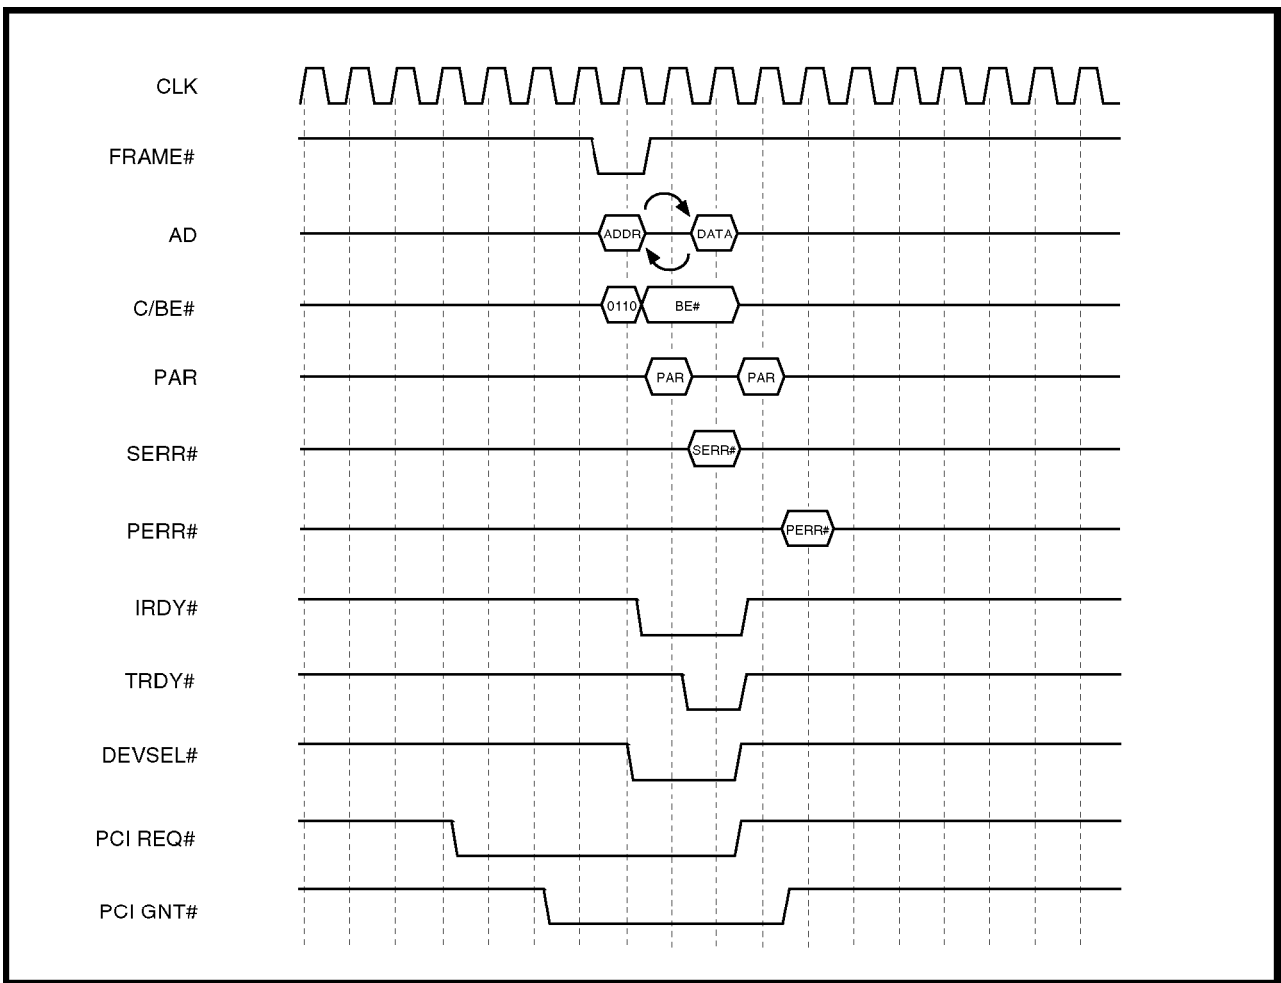 CLK
FRAME#
AD
ADDR DATA
C/BE#
0110 BE#
PAR
PAR PAR
SERR#
SERR#
PERR#
PERR#
IRDY#
TRDY#
DEVSEL#
PCI REQ#
PCI GNT#